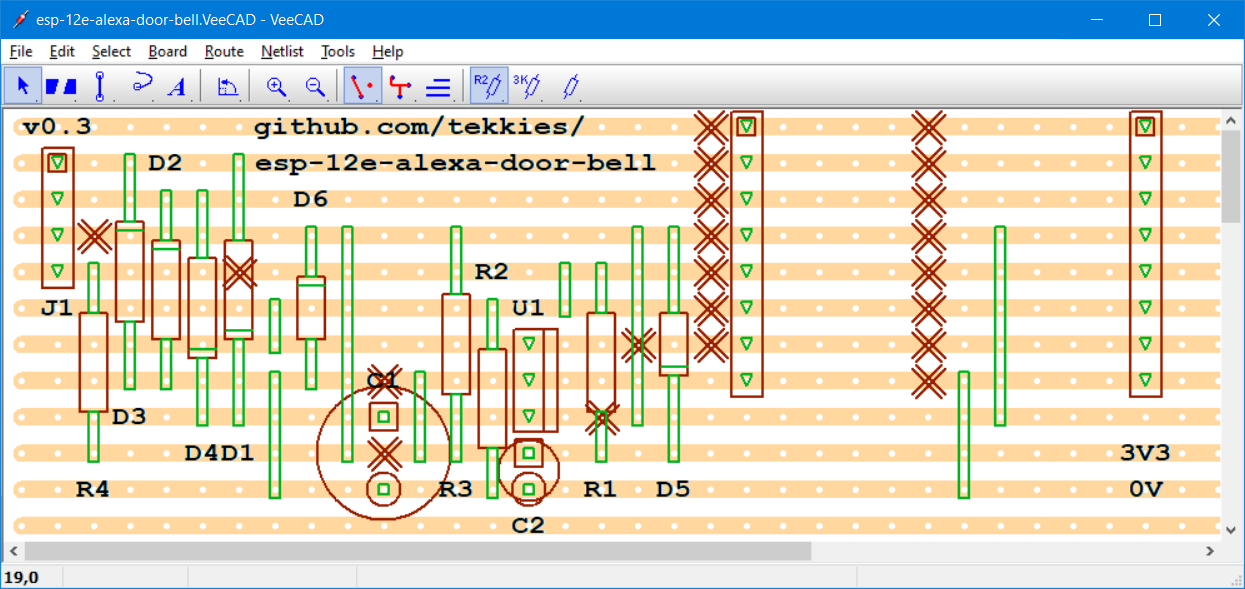 esp-12e-alexa-door-bell.VeeCAD - VeeCAD
File Edit Select Board Route Netlist Tools Help
A R2 3K
v0.3 github.com/tekkies/
D2 esp-12e-alexa-door-bell
D6
R2
J1 U1
C1
D3
D4 D1 3V3
R4 R3 R1 D5 0V
C2
19,0